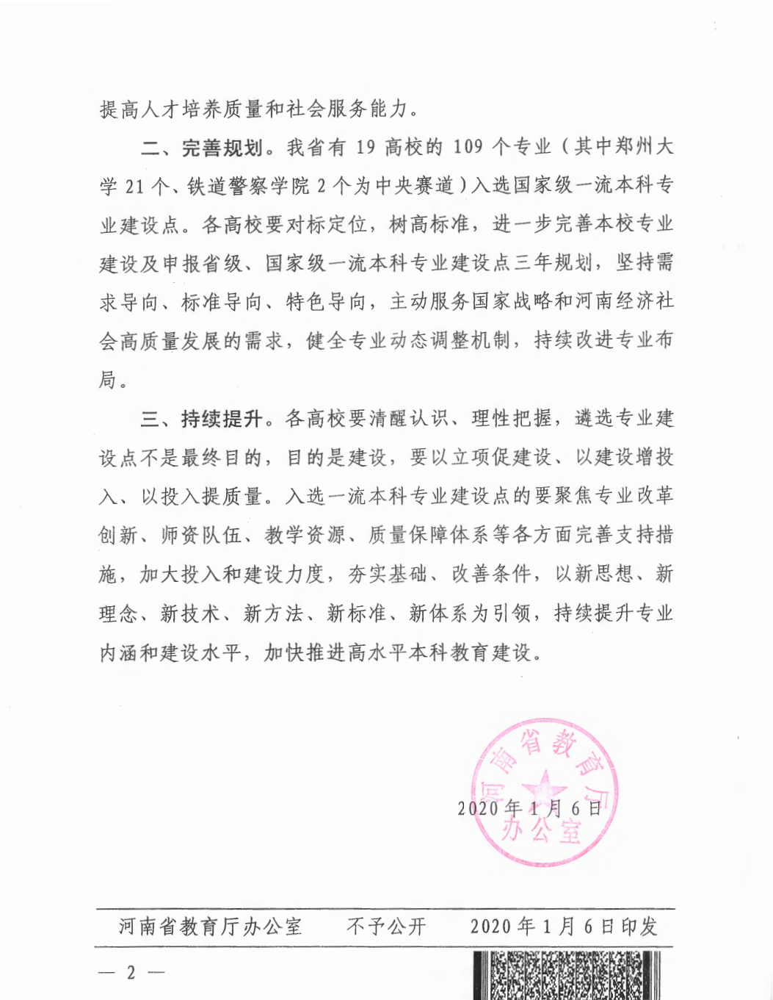 提高人才培养质量和社会服务能力。
二、完善规划。我省有 19 高校的 109 个专业（其中郑州大
学 21 个、铁道警察学院 2 个为中央赛道）入选国家级一流本科专
业建设点。各高校要对标定位，树高标准，进一步完善本校专业
建设及申报省级、国家级一流本科专业建设点三年规划，坚持需
求导向、标准导向、特色导向，主动服务国家战略和河南经济社
会高质量发展的需求，健全专业动态调整机制，持续改进专业布
局。
三、持续提升。各高校要清醒认识、理性把握，遴选专业建
设点不是最终目的，目的是建设，要以立项促建设、以建设增投
入、以投入提质量。入选一流本科专业建设点的要聚焦专业改革
创新、师资队伍、教学资源、质量保障体系等各方面完善支持措
施，加大投入和建设力度，夯实基础、改善条件，以新思想、新
理念、新技术、新方法、新标准、新体系为引领，持续提升专业
内涵和建设水平，加快推进高水平本科教育建设。
河南省教育厅
2020 年 1 月 6 日
办公室
河南省教育厅办公室 不予公开 2020 年 1 月 6 日印发
— 2 —